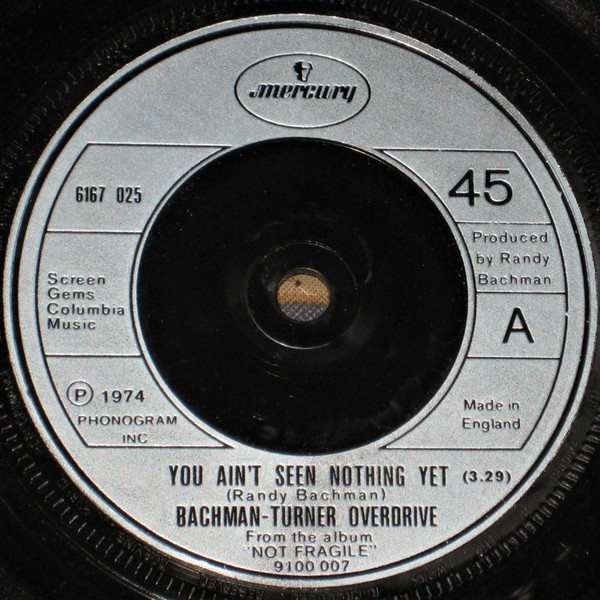 mercury
6167 025
45
Produced
by Randy
Bachman
Screen
Gems
Columbia
Music
A
P 1974
PHONOGRAM
INC
Made in
England
YOU AIN'T SEEN NOTHING YET (3.29)
(Randy Bachman)
BACHMAN-TURNER OVERDRIVE
From the album
'NOT FRAGILE"
9100 007